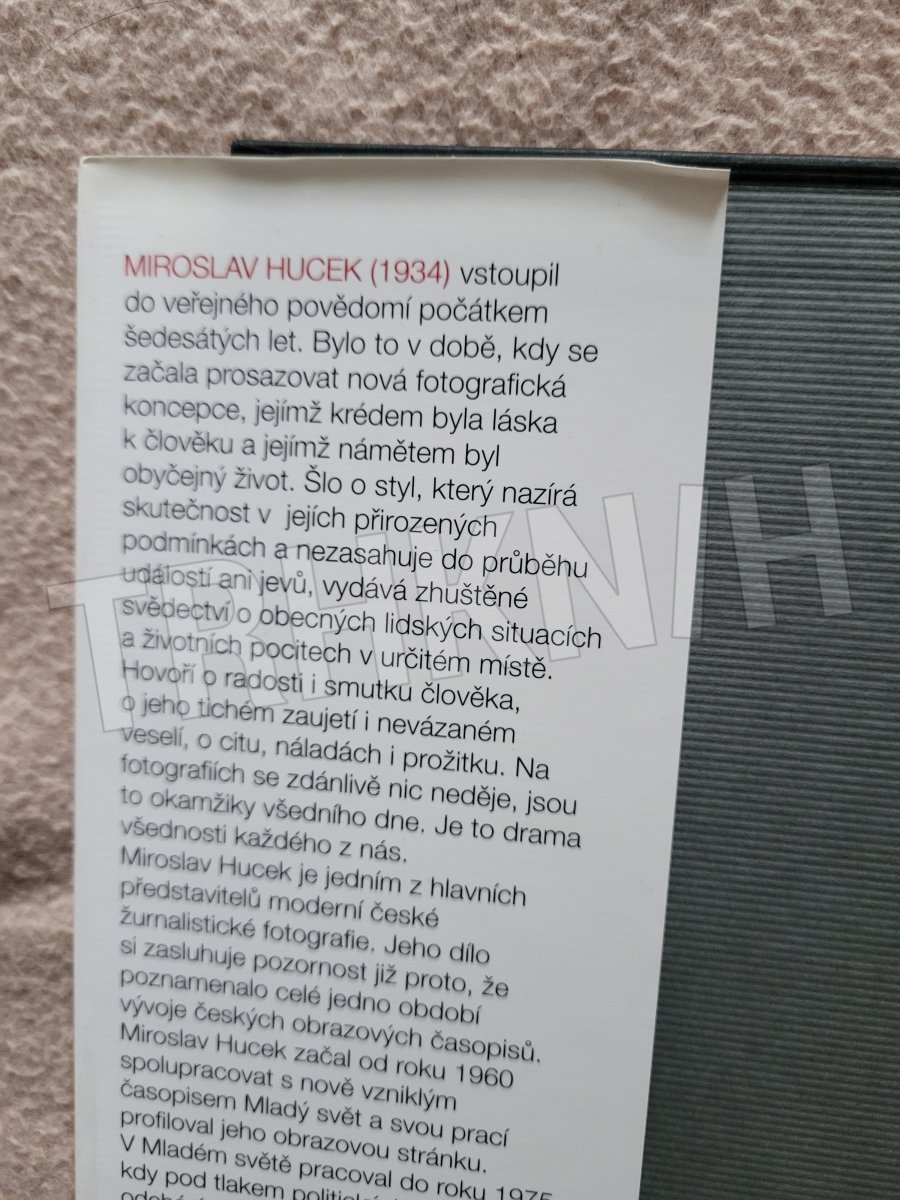 MIROSLAV HUCEK (1934) vstoupil
do veřejného povědomí počátkem
šedesátých let. Bylo to v době, kdy se
začala prosazovat nová fotografická
koncepce, jejímž krédem byla láska
k člověku a jejímž námětem byl
obyčejný život. Šlo o styl, který nazírá
skutečnost v jejích přirozených
podmínkách a nezasahuje do průběhu
událostí ani jevů, vydává zhuštěné
svědectví o obecných lidských situacích
a životních pocitech v určitém místě.
Hovoří o radosti i smutku člověka,
o jeho tichém zaujetí i nevázaném
veselí, o citu, náladách i prožitku. Na
fotografiích se zdánlivě nic neděje, jsou
to okamžiky všedního dne. Je to drama
všednosti každého z nás.
Miroslav Hucek je jedním z hlavních
představitelů moderní české
žurnalistické fotografie. Jeho dílo
si zasluhuje pozornost již proto, že
poznamenalo celé jedno období
vývoje českých obrazových časopisů.
Miroslav Hucek začal od roku 1960
spolupracovat s nově vzniklým
časopisem Mladý svět a svou prací
profiloval jeho obrazovou stránku.
V Mladém světě pracoval do roku 1975,
kdy pod tlakem
TRHKNIH